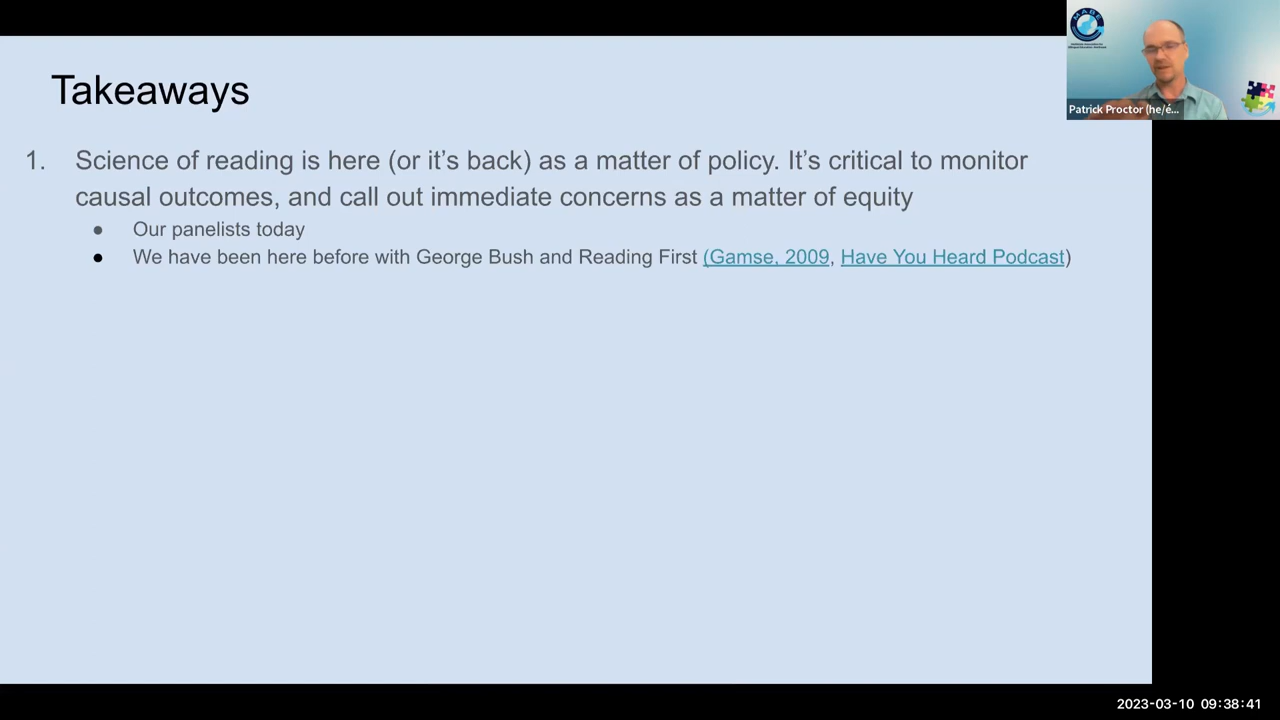 Takeaways
1. Science of reading is here (or it’s back) as a matter of policy. It’s critical to monitor
causal outcomes, and call out immediate concerns as a matter of equity
● Our panelists today
● We have been here before with George Bush and Reading First (Gamse, 2009, Have You Heard Podcast)
MABE
Patrick Proctor (he/é...
2023-03-10 09:38:41